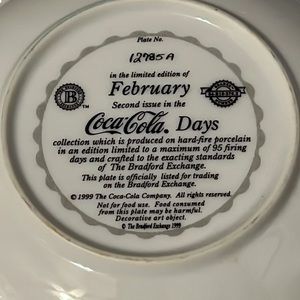 Plate No.
12785A
in the limited edition of
February
Second issue in the
Coca-Cola Days
collection which is produced on hard-fire porcelain
in an edition limited to a maximum of 95 firing
days and crafted to the exacting standards
of The Bradford Exchange.
This plate is officially listed for trading
on the Bradford Exchange.
© 1999 The Coca-Cola Company. All rights reserved.
Not for food use. Food consumed
from this plate may be harmful.
Decorative art object.
© The Bradford Exchange 1999
B
TM